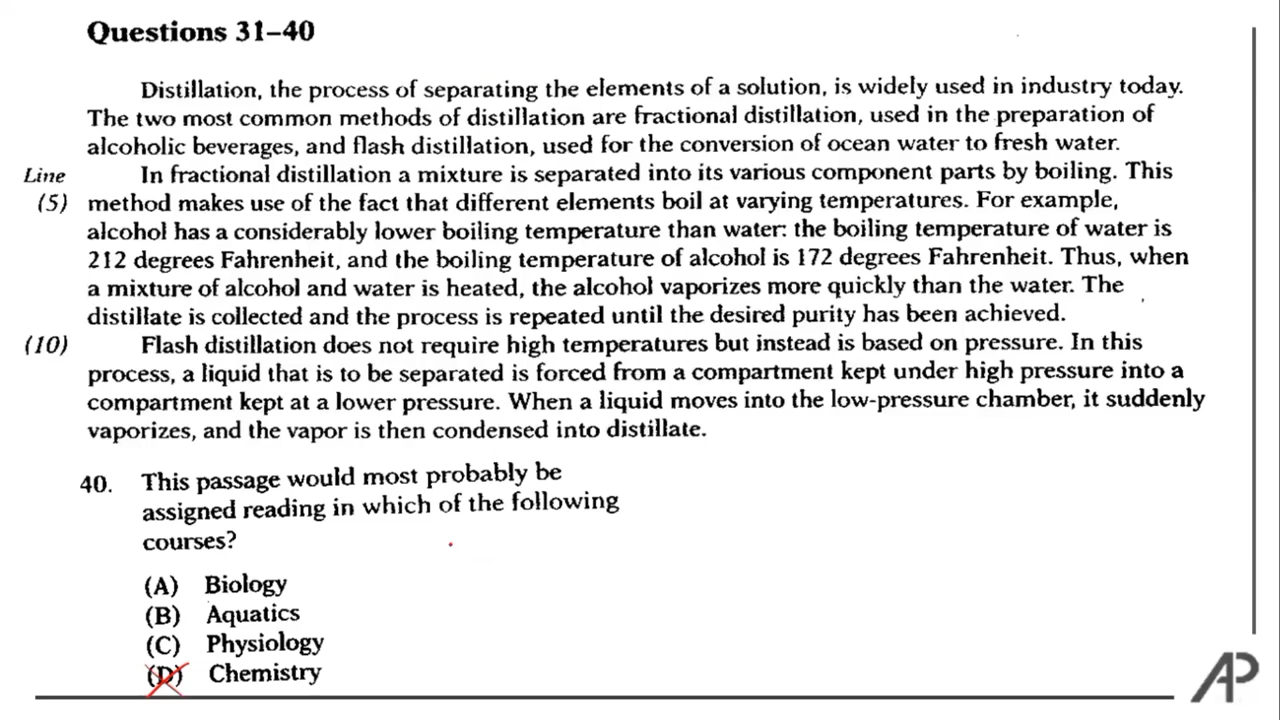 Questions 31–40
Distillation, the process of separating the elements of a solution, is widely used in industry today.
The two most common methods of distillation are fractional distillation, used in the preparation of
alcoholic beverages, and flash distillation, used for the conversion of ocean water to fresh water.
Line In fractional distillation a mixture is separated into its various component parts by boiling. This
(5) method makes use of the fact that different elements boil at varying temperatures. For example,
alcohol has a considerably lower boiling temperature than water: the boiling temperature of water is
212 degrees Fahrenheit, and the boiling temperature of alcohol is 172 degrees Fahrenheit. Thus, when
a mixture of alcohol and water is heated, the alcohol vaporizes more quickly than the water. The
distillate is collected and the process is repeated until the desired purity has been achieved.
(10) Flash distillation does not require high temperatures but instead is based on pressure. In this
process, a liquid that is to be separated is forced from a compartment kept under high pressure into a
compartment kept at a lower pressure. When a liquid moves into the low-pressure chamber, it suddenly
vaporizes, and the vapor is then condensed into distillate.
40. This passage would most probably be
assigned reading in which of the following
courses?
(A) Biology
(B) Aquatics
(C) Physiology
(D) Chemistry
AP